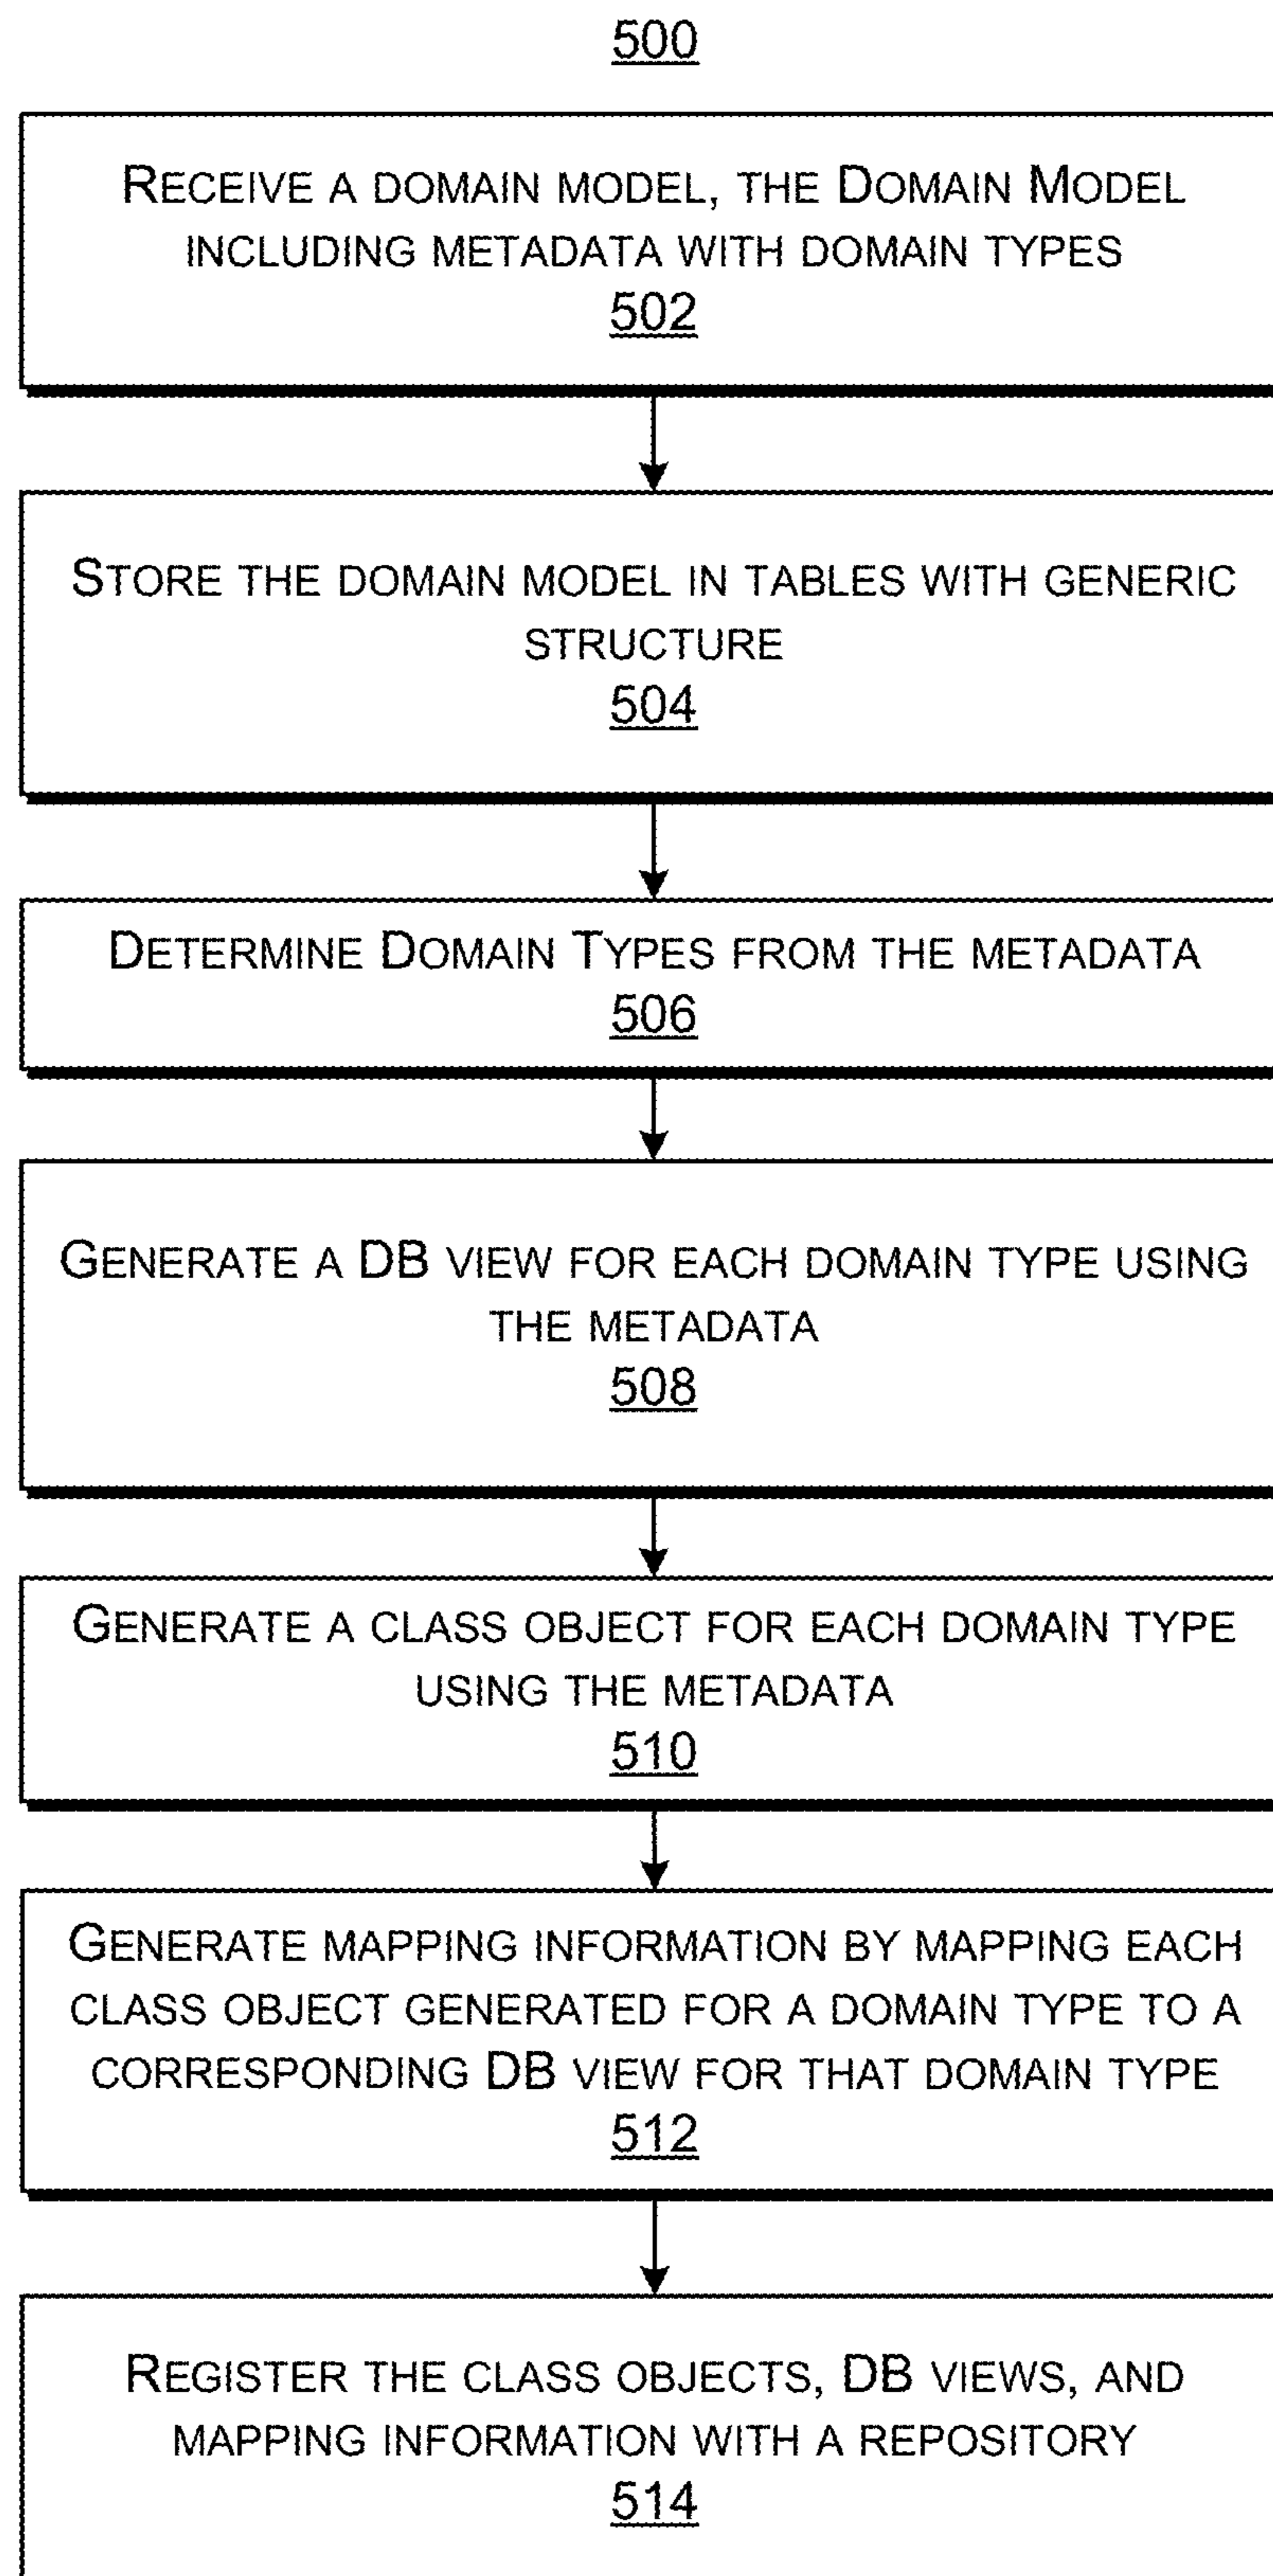 500
RECEIVE A DOMAIN MODEL, THE DOMAIN MODEL
INCLUDING METADATA WITH DOMAIN TYPES
502
STORE THE DOMAIN MODEL IN TABLES WITH GENERIC
STRUCTURE
504
DETERMINE DOMAIN TYPES FROM THE METADATA
506
GENERATE A DB VIEW FOR EACH DOMAIN TYPE USING
THE METADATA
508
GENERATE A CLASS OBJECT FOR EACH DOMAIN TYPE
USING THE METADATA
510
GENERATE MAPPING INFORMATION BY MAPPING EACH
CLASS OBJECT GENERATED FOR A DOMAIN TYPE TO A
CORRESPONDING DB VIEW FOR THAT DOMAIN TYPE
512
REGISTER THE CLASS OBJECTS, DB VIEWS, AND
MAPPING INFORMATION WITH A REPOSITORY
514